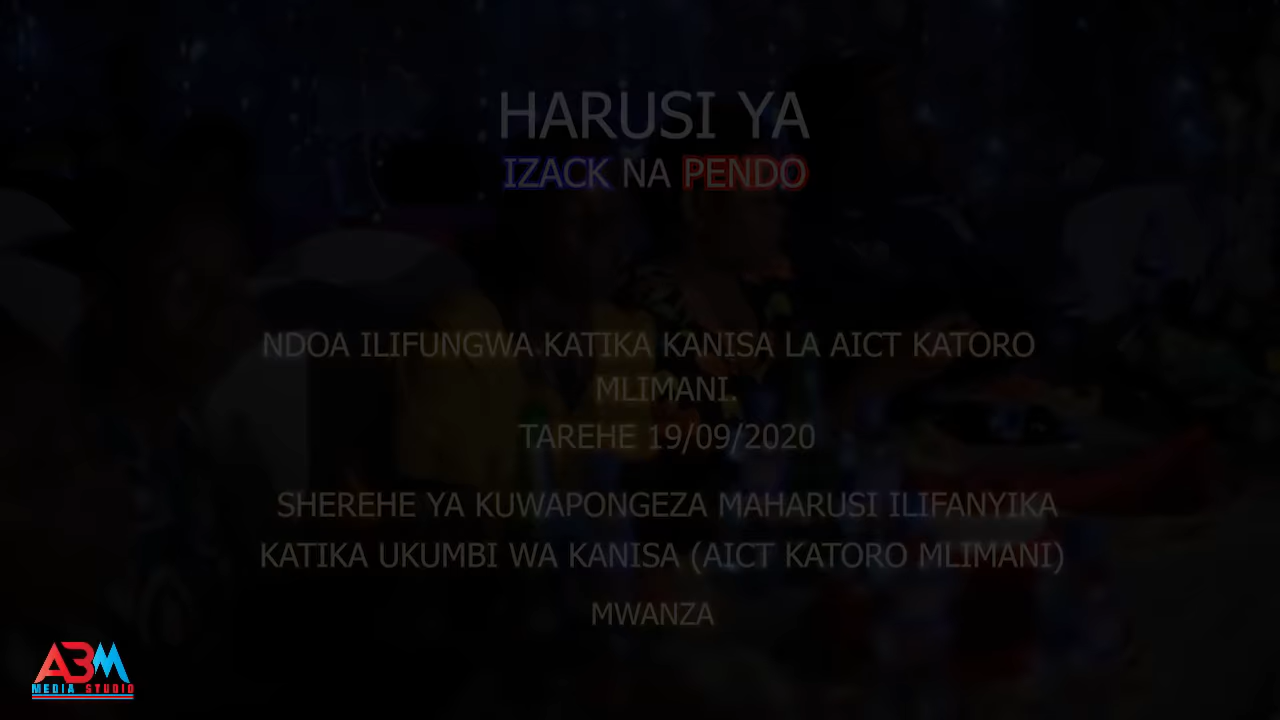 HARUSI YA
IZACK NA PENDO
NDOA ILIFUNGWA KATIKA KANISA LA AICT KATORO
MLIMANI.
TAREHE 19/09/2020
SHEREHE YA KUWAPONGEZA MAHARUSI ILIFANYIKA
KATIKA UKUMBI WA KANISA (AICT KATORO MLIMANI)
MWANZA
ABM
MEDIA STUDIO